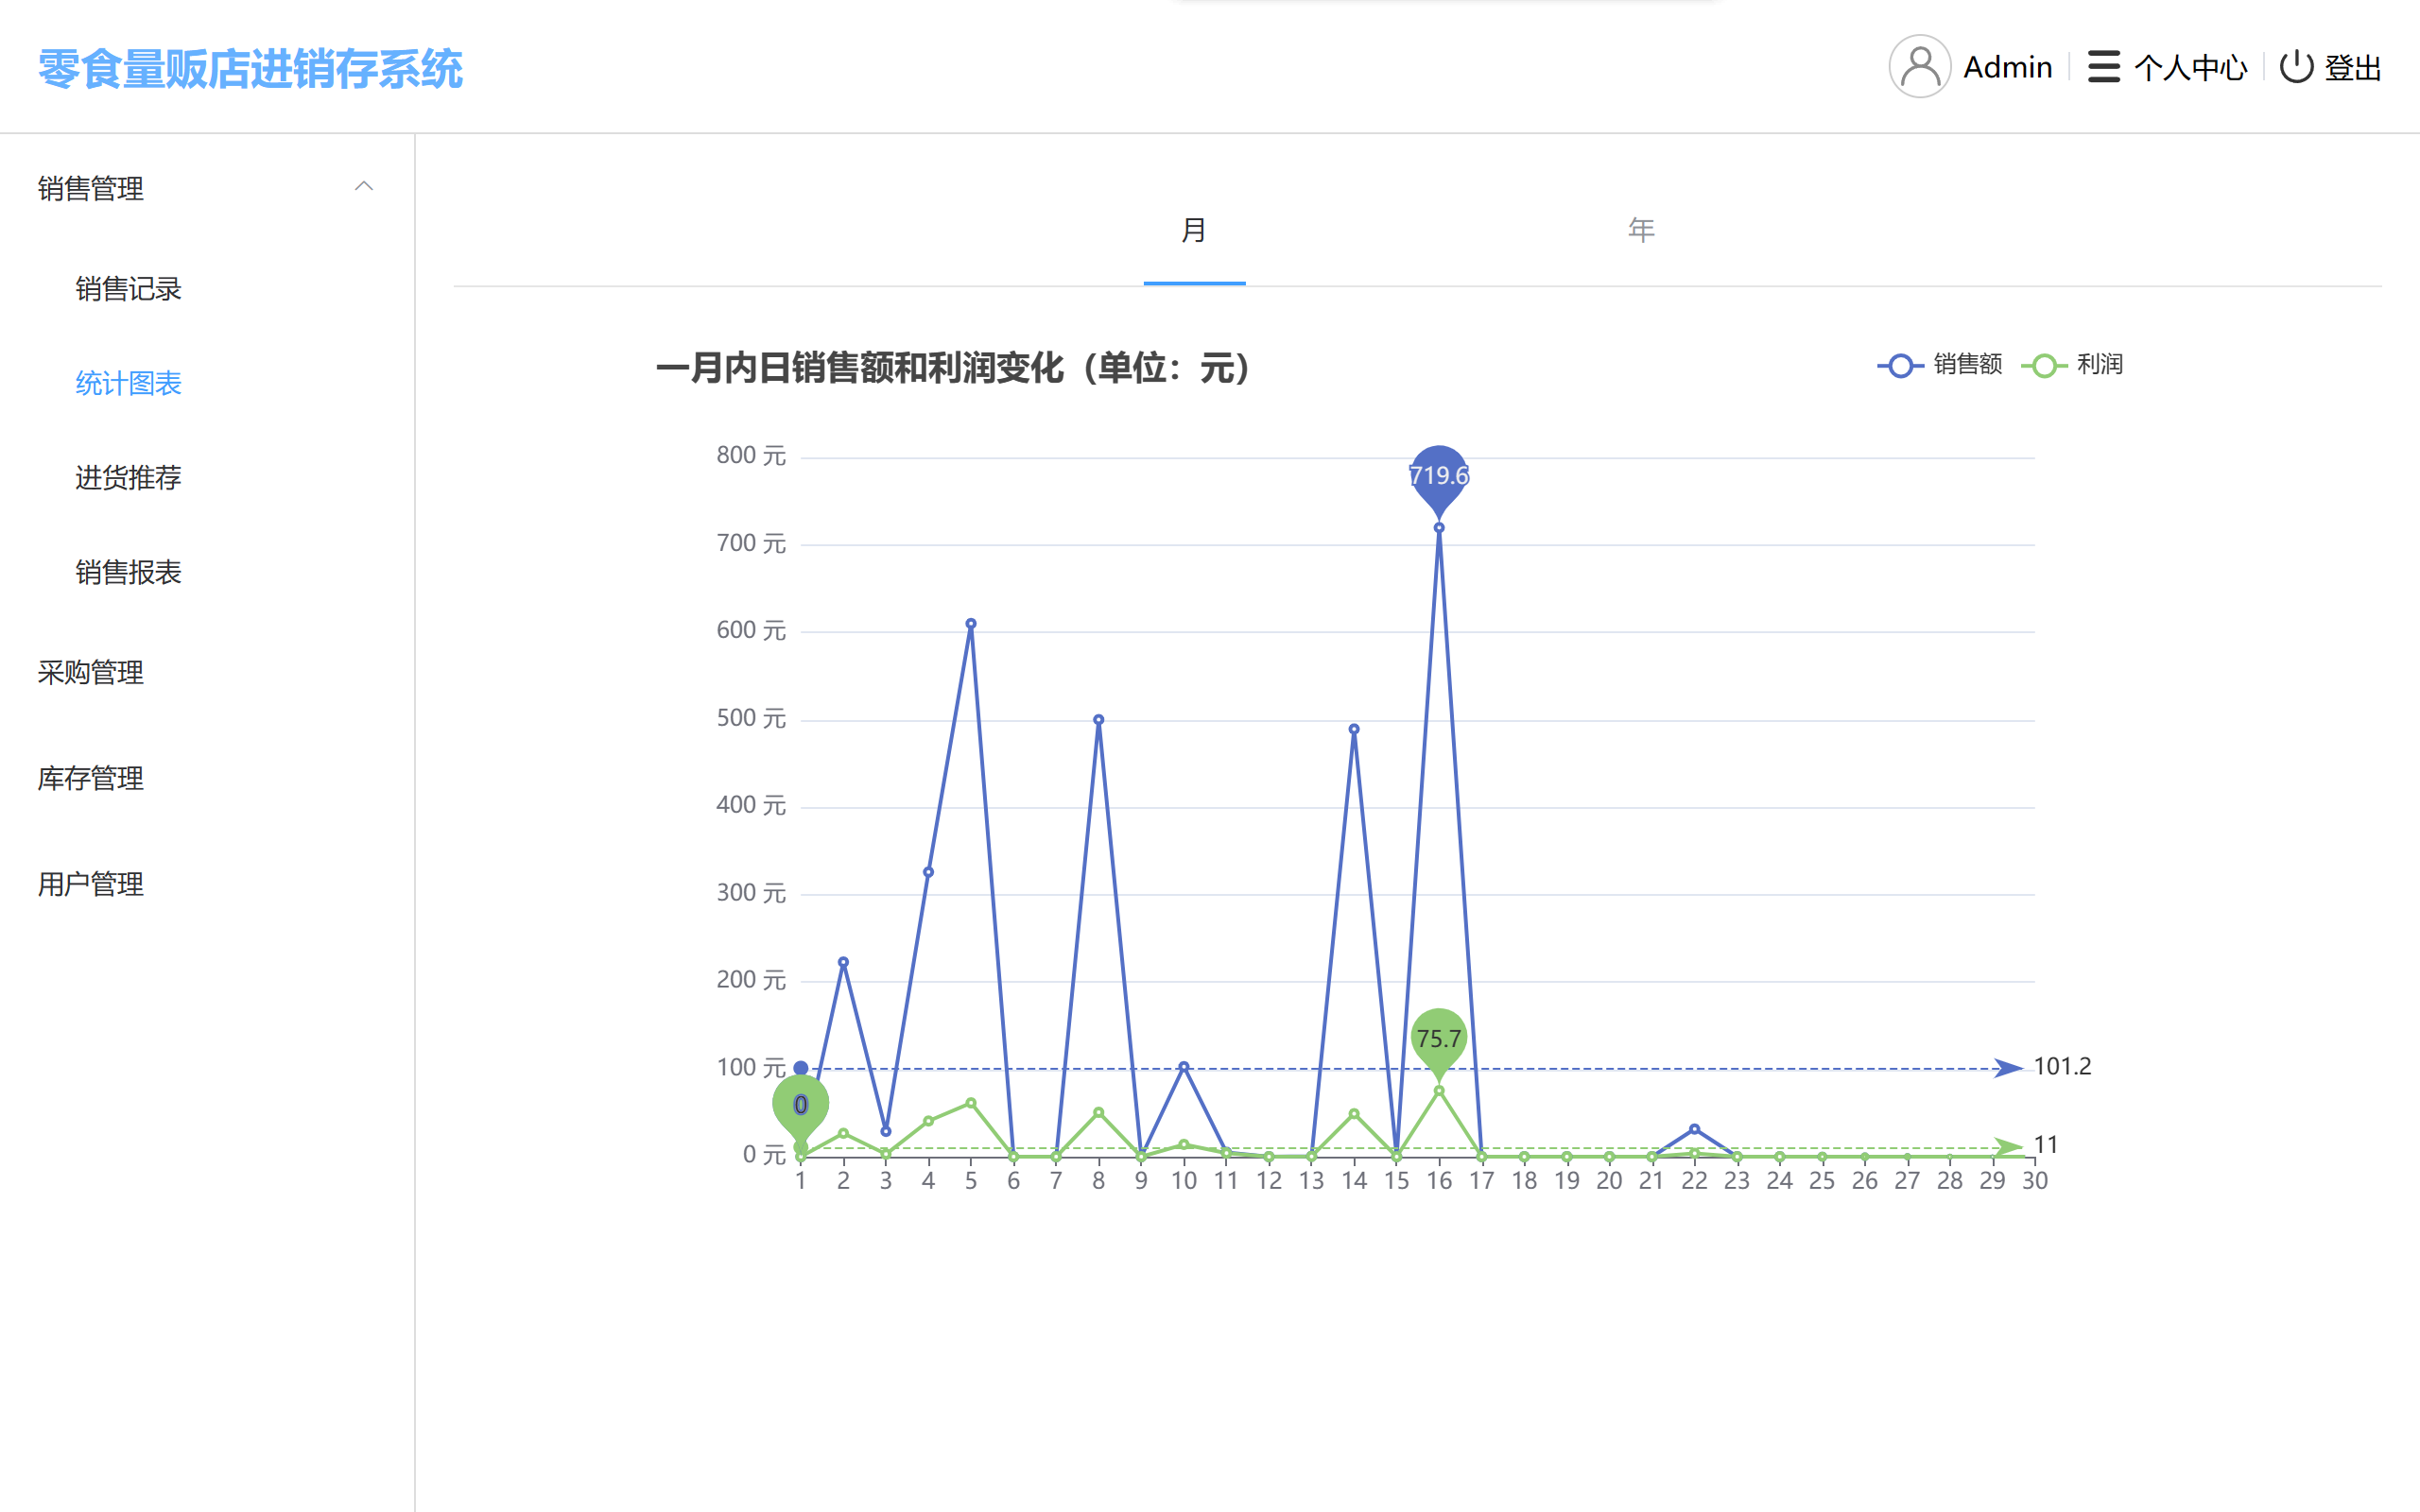 零食量贩店进销存系统
Admin 个人中心 登出
销售管理
销售记录
统计图表
进货推荐
销售报表
采购管理
库存管理
用户管理
月 年
一月内日销售额和利润变化（单位：元）
销售额 利润
800 元
700 元
600 元
500 元
400 元
300 元
200 元
100 元
0 元
719.6
75.7
0
101.2
11
1 2 3 4 5 6 7 8 9 10 11 12 13 14 15 16 17 18 19 20 21 22 23 24 25 26 27 28 29 30